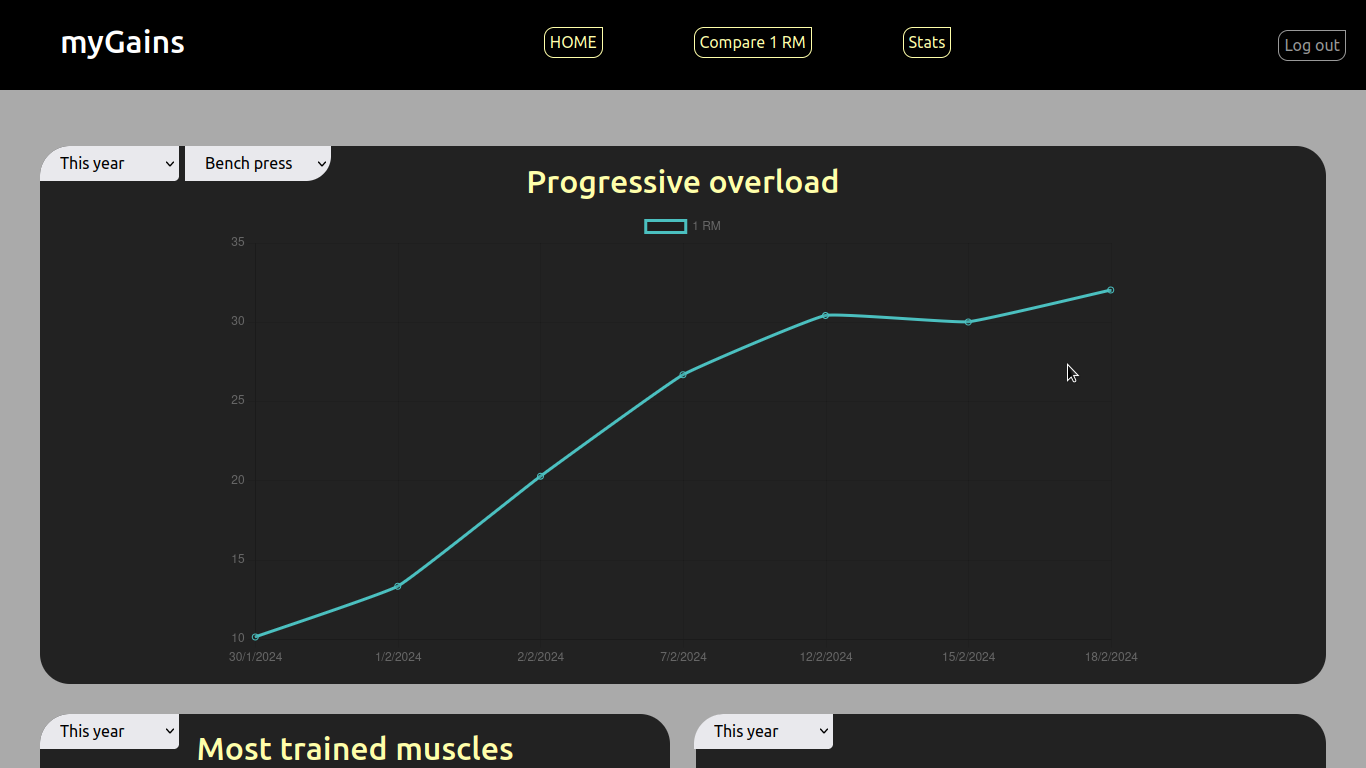 myGains
HOME
Compare 1 RM
Stats
Log out
This year
Bench press
Progressive overload
1 RM
35
30
25
20
15
10
30/1/2024
1/2/2024
2/2/2024
7/2/2024
12/2/2024
15/2/2024
18/2/2024
This year
Most trained muscles
This year